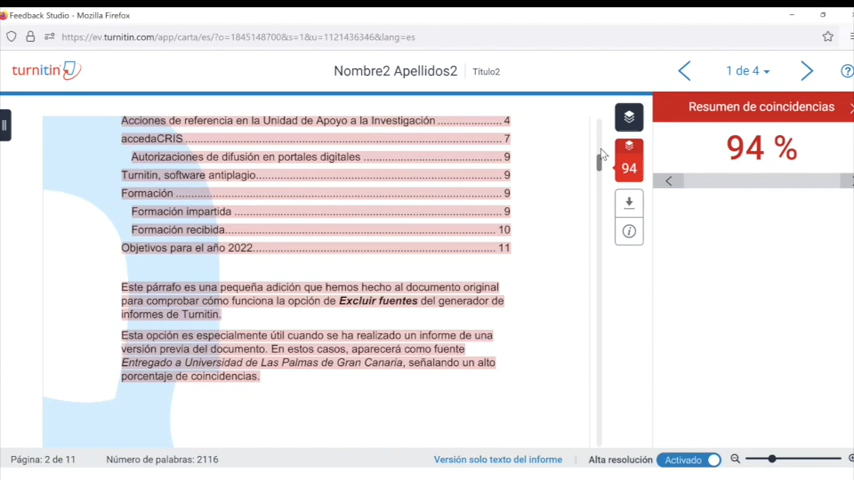 Feedback Studio - Mozilla Firefox
https://ev.turnitin.com/app/carta/es/?o=1845148700&s=1&u=1121436346&lang=es
turnitin
Nombre2 Apellidos2
Título2
1 de 4
Resumen de coincidencias
94 %
94
Acciones de referencia en la Unidad de Apoyo a la Investigación ...................... 4
accedaCRIS............................................................................................................ 7
Autorizaciones de difusión en portales digitales ............................................... 9
Turnitin, software antiplagio................................................................................... 9
Formación .............................................................................................................. 9
Formación impartida ......................................................................................... 9
Formación recibida.......................................................................................... 10
Objetivos para el año 2022................................................................................... 11
Este párrafo es una pequeña adición que hemos hecho al documento original
para comprobar cómo funciona la opción de Excluir fuentes del generador de
informes de Turnitin.
Esta opción es especialmente útil cuando se ha realizado un informe de una
versión previa del documento. En estos casos, aparecerá como fuente
Entregado a Universidad de Las Palmas de Gran Canaria, señalando un alto
porcentaje de coincidencias.
Página: 2 de 11
Número de palabras: 2116
Versión solo texto del informe
Alta resolución
Activado